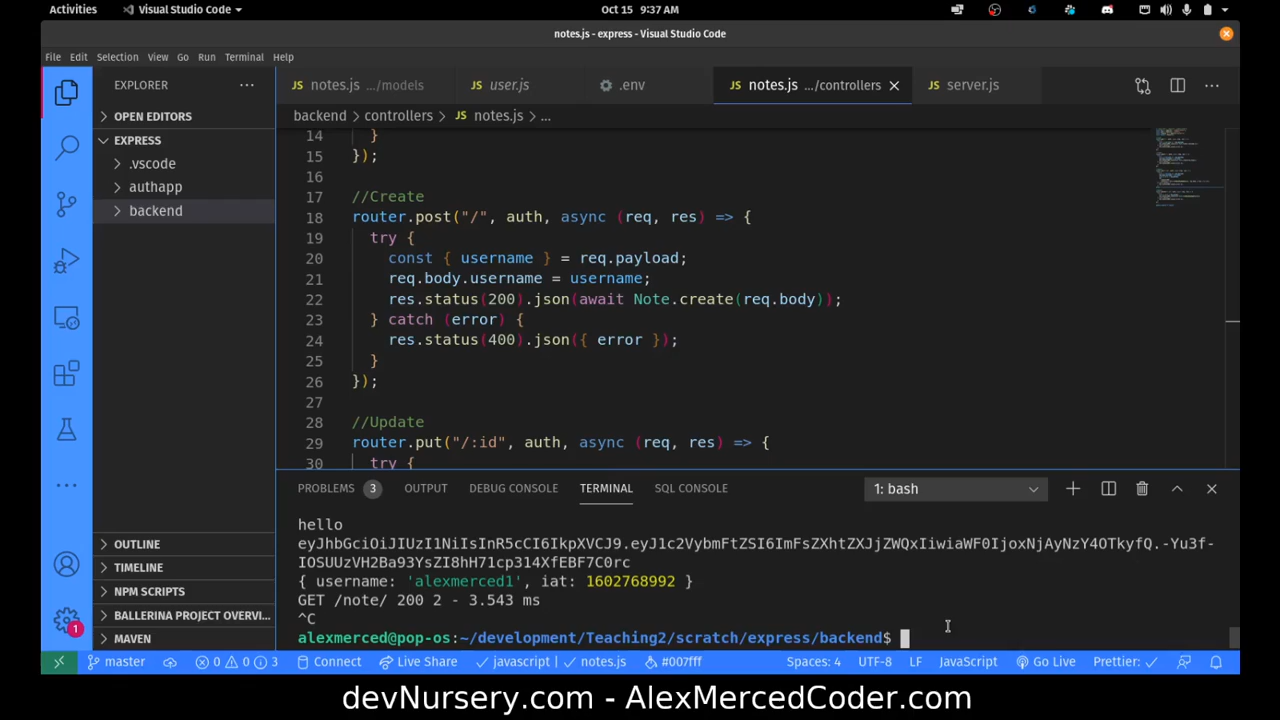 Activities
Visual Studio Code
Oct 15 9:37 AM
notes.js - express - Visual Studio Code
File Edit Selection View Go Run Terminal Help
EXPLORER
notes.js .../models
user.js
.env
notes.js .../controllers
server.js
OPEN EDITORS
EXPRESS
.vscode
authapp
backend
backend > controllers > JS notes.js > ...
14 }
15 });
16
17 //Create
18 router.post("/", auth, async (req, res) => {
19 try {
20 const { username } = req.payload;
21 req.body.username = username;
22 res.status(200).json(await Note.create(req.body));
23 } catch (error) {
24 res.status(400).json({ error });
25 }
26 });
27
28 //Update
29 router.put("/:id", auth, async (req, res) => {
30 try {
PROBLEMS 3 OUTPUT DEBUG CONSOLE TERMINAL SQL CONSOLE
1: bash
hello
{ username: 'alexmerced1', iat: 1602768992 }
GET /note/ 200 2 - 3.543 ms
^C
alexmerced@pop-os:~/development/Teaching2/scratch/express/backend$
OUTLINE
TIMELINE
NPM SCRIPTS
BALLERINA PROJECT OVERVI...
MAVEN
1
master 0 0 3 Connect Live Share javascript | notes.js #007fff Spaces: 4 UTF-8 LF JavaScript Go Live Prettier:
devNursery.com - AlexMercedCoder.com